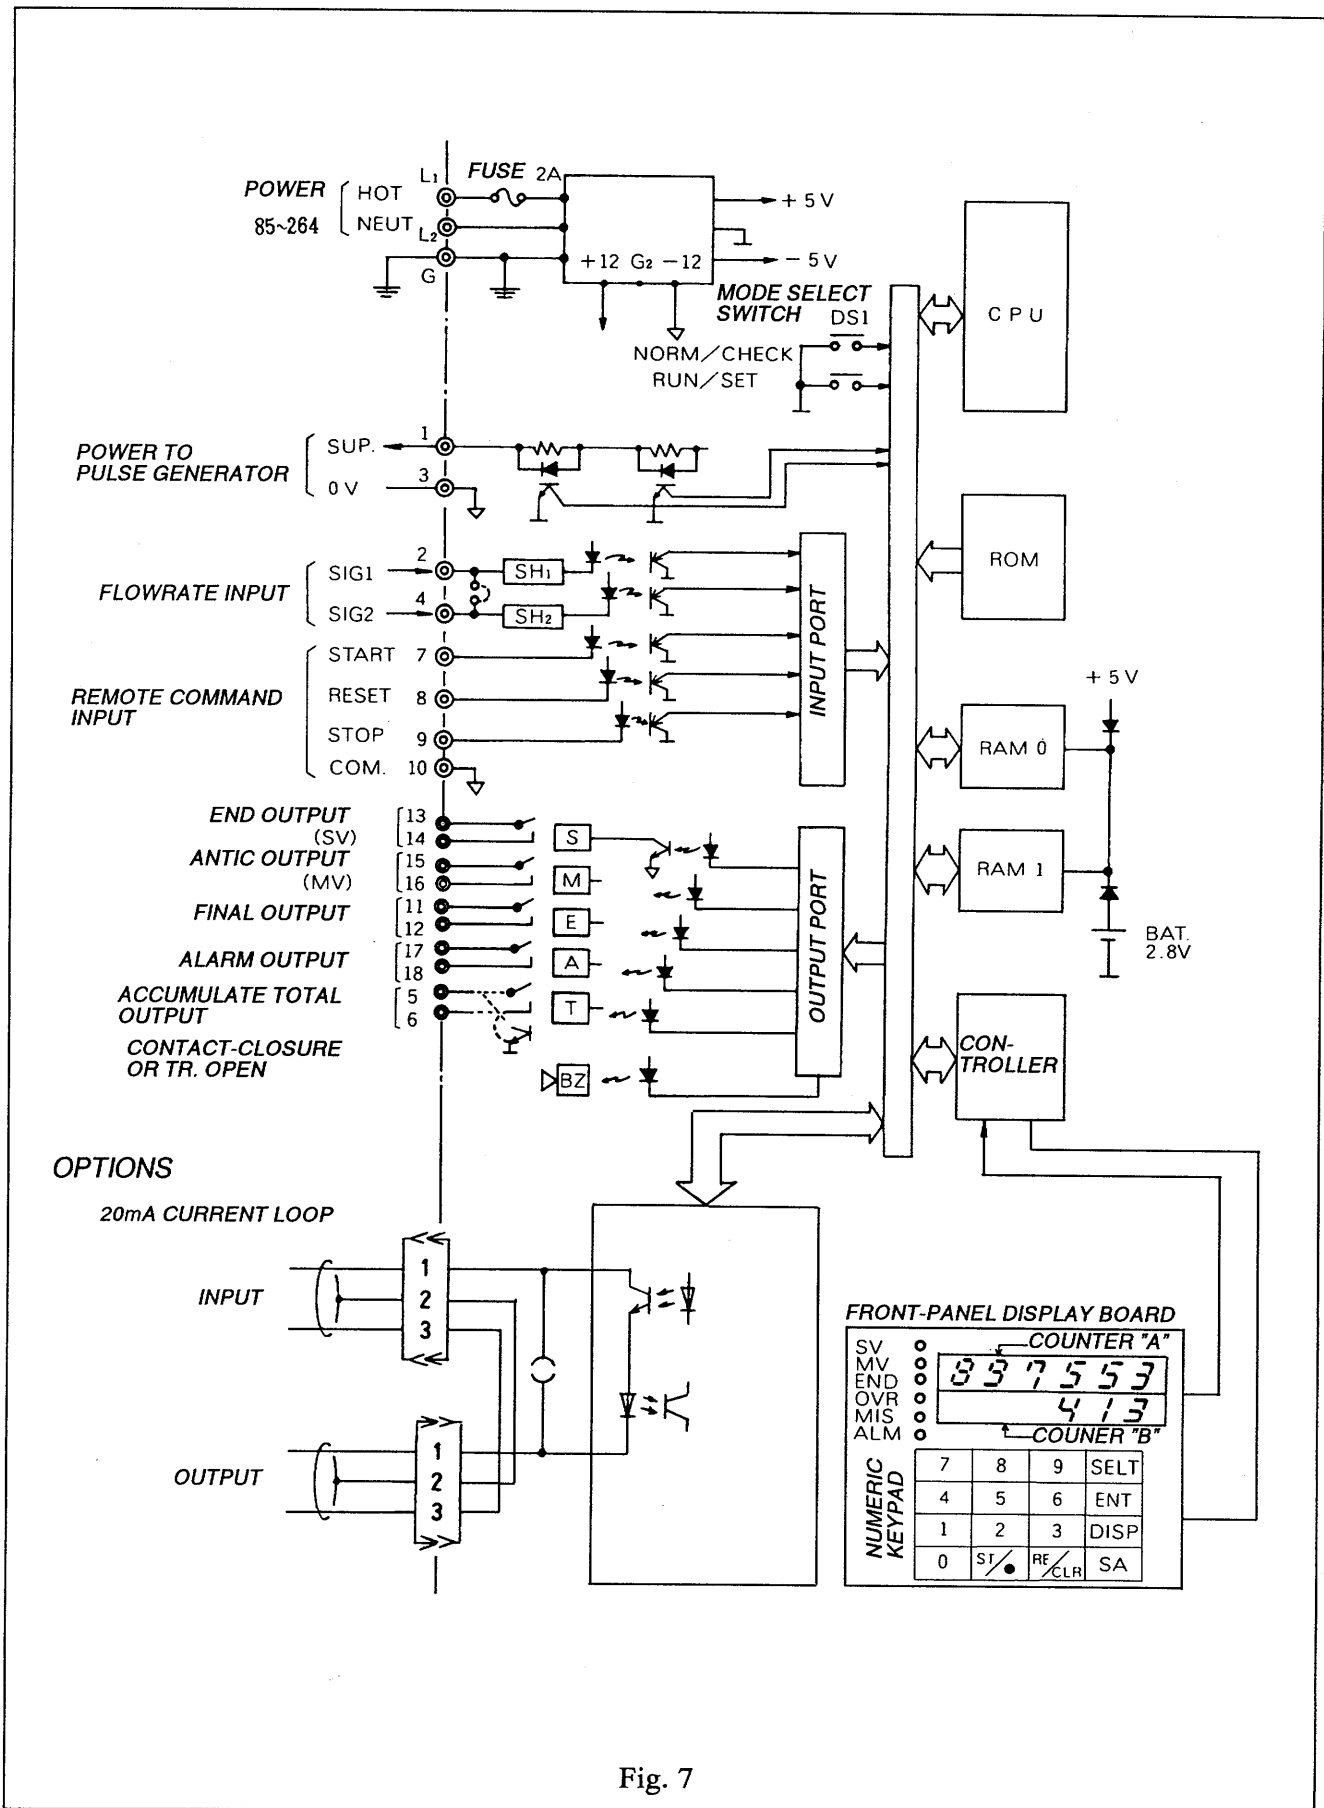 L1 FUSE 2A
POWER HOT
85~264 NEUT
L2
G
+5V
+12 G2 -12
-5V
MODE SELECT
SWITCH DS1
NORM/CHECK
RUN/SET
CPU
POWER TO
PULSE GENERATOR
SUP. 1
0V 3
FLOWRATE INPUT
SIG1 2
SIG2 4
SH1
SH2
REMOTE COMMAND
INPUT
START 7
RESET 8
STOP 9
COM. 10
INPUT PORT
ROM
+5V
RAM 0
RAM 1
BAT.
2.8V
END OUTPUT 13
(SV) 14
S
ANTIC OUTPUT 15
(MV) 16
M
FINAL OUTPUT 11
12
E
ALARM OUTPUT 17
18
A
ACCUMULATE TOTAL 5
OUTPUT 6
T
CONTACT-CLOSURE
OR TR. OPEN
BZ
OUTPUT PORT
CON-
TROLLER
OPTIONS
20mA CURRENT LOOP
INPUT
1
2
3
OUTPUT
1
2
3
FRONT-PANEL DISPLAY BOARD
SV
MV
END
OVR
MIS
ALM
COUNTER "A"
897553
413
COUNER "B"
NUMERIC
KEYPAD
7 8 9 SELT
4 5 6 ENT
1 2 3 DISP
0 ST/● RE/CLR SA
Fig. 7